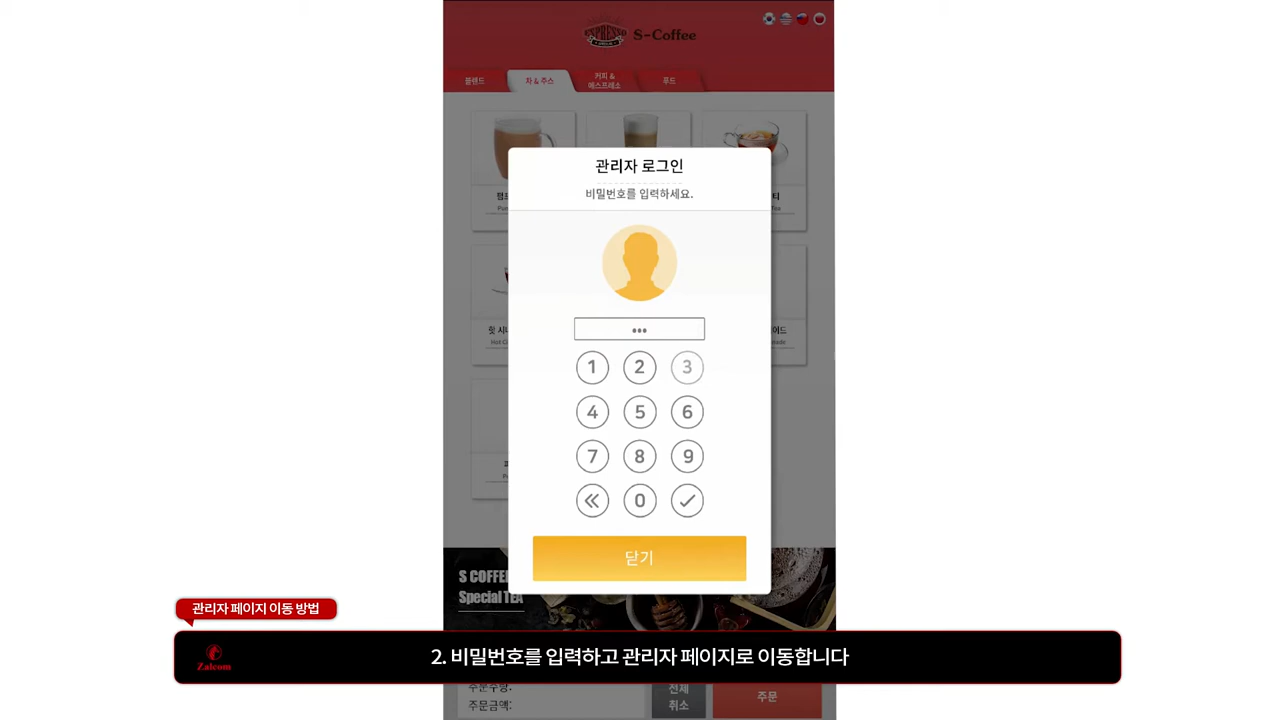 ESPRESSO
S-Coffee
블렌드
차 & 주스
커피 &
에스프레소
푸드
관리자 로그인
비밀번호를 입력하세요.
티
Tea
Hot
1 2 3
4 5 6
7 8 9
0
닫기
S COFFEE
Special TEA
관리자 페이지 이동 방법
Zalcom
2. 비밀번호를 입력하고 관리자 페이지로 이동합니다
주문수량:
주문금액:
전체
취소
주문